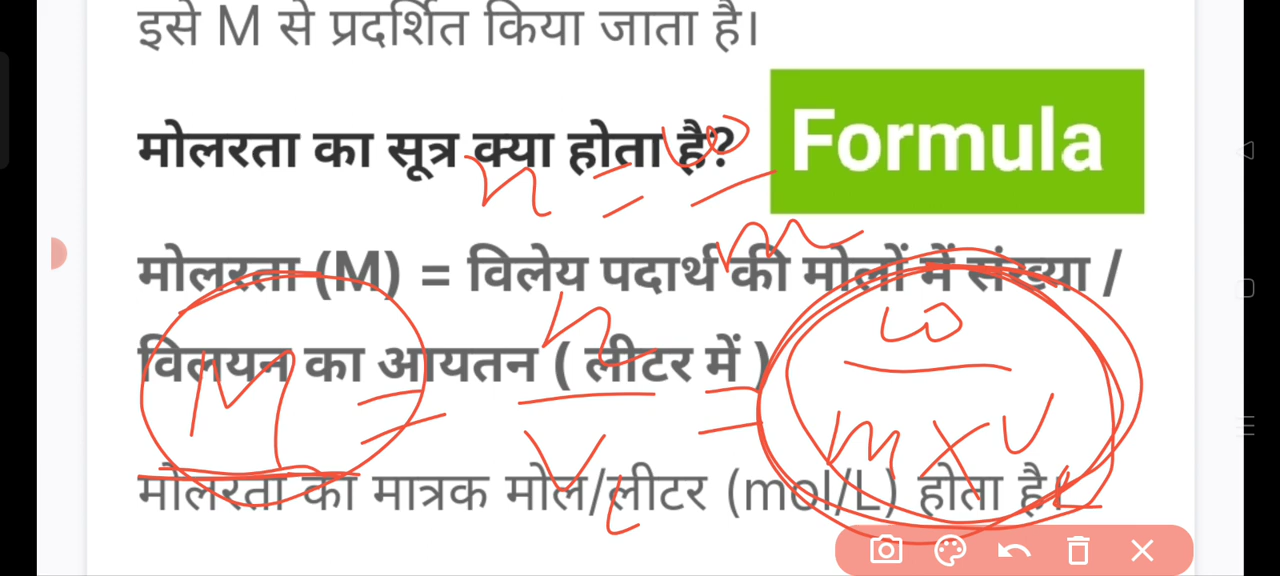 इसे M से प्रदर्शित किया जाता है।
मोलरता का सूत्र क्या होता है?
Formula
n = w
m
मोलरता (M) = विलेय पदार्थ की मोलों में संख्या /
विलयन का आयतन ( लीटर में )
M = n = w
V L m x V L
मोलरता का मात्रक मोल/लीटर (mol/L) होता है।